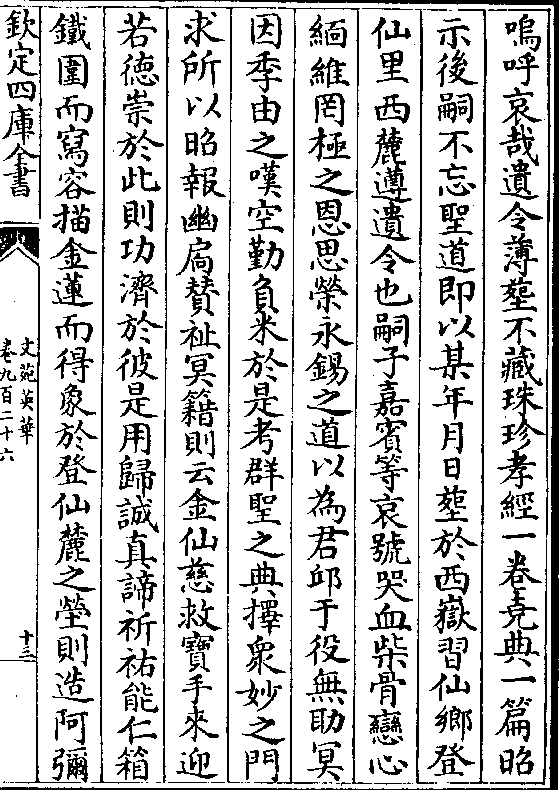 嗚呼哀哉遺令薄塟不藏珠珍孝經一卷堯典一篇昭
示後嗣不忘聖道即以某年月日塟於西嶽習仙鄉登
仙里西麓遵遺令也嗣子嘉賓等哀號哭血柴骨戀心
緬維罔極之恩思榮永錫之道以為君邱于役無助冥
因季由之嘆空勤負米於是考群聖之典擇衆妙之門
求所以昭報幽扃賛祉冥籍則云金仙慈救寳手來迎
若德崇於此則功濟於彼是用歸誠真諦祈祐能仁箱
鐵圍而寫容描金蓮而得象於登仙麓之塋則造阿彌
欽定四庫全書
文苑英華
卷九百二十六
十三